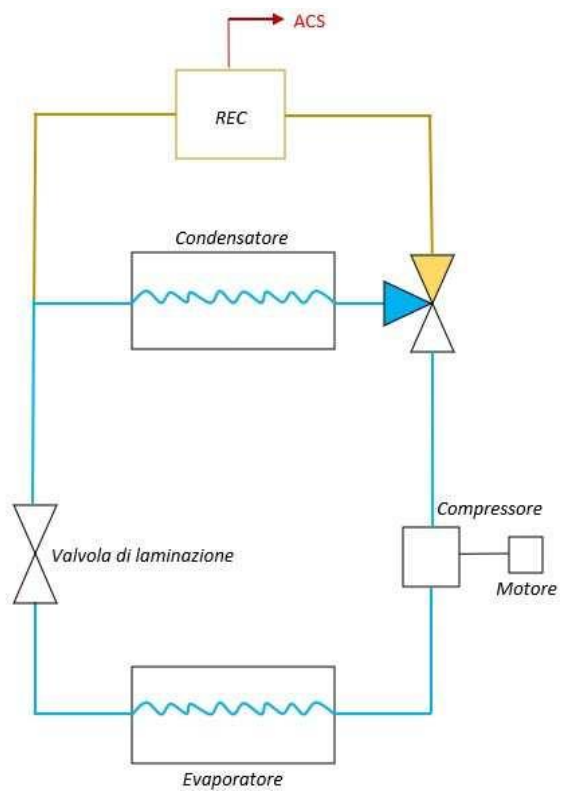 ACS
REC
Condensatore
Compressore
Valvola di laminazione
Motore
Evaporatore